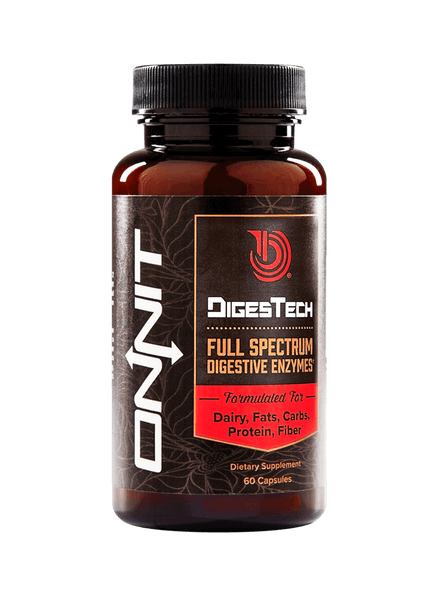 ONNIT
®
DIGESTECH
FULL SPECTRUM
DIGESTIVE ENZYMES
Formulated For
Dairy, Fats, Carbs,
Protein, Fiber
Dietary Supplement
60 Capsules